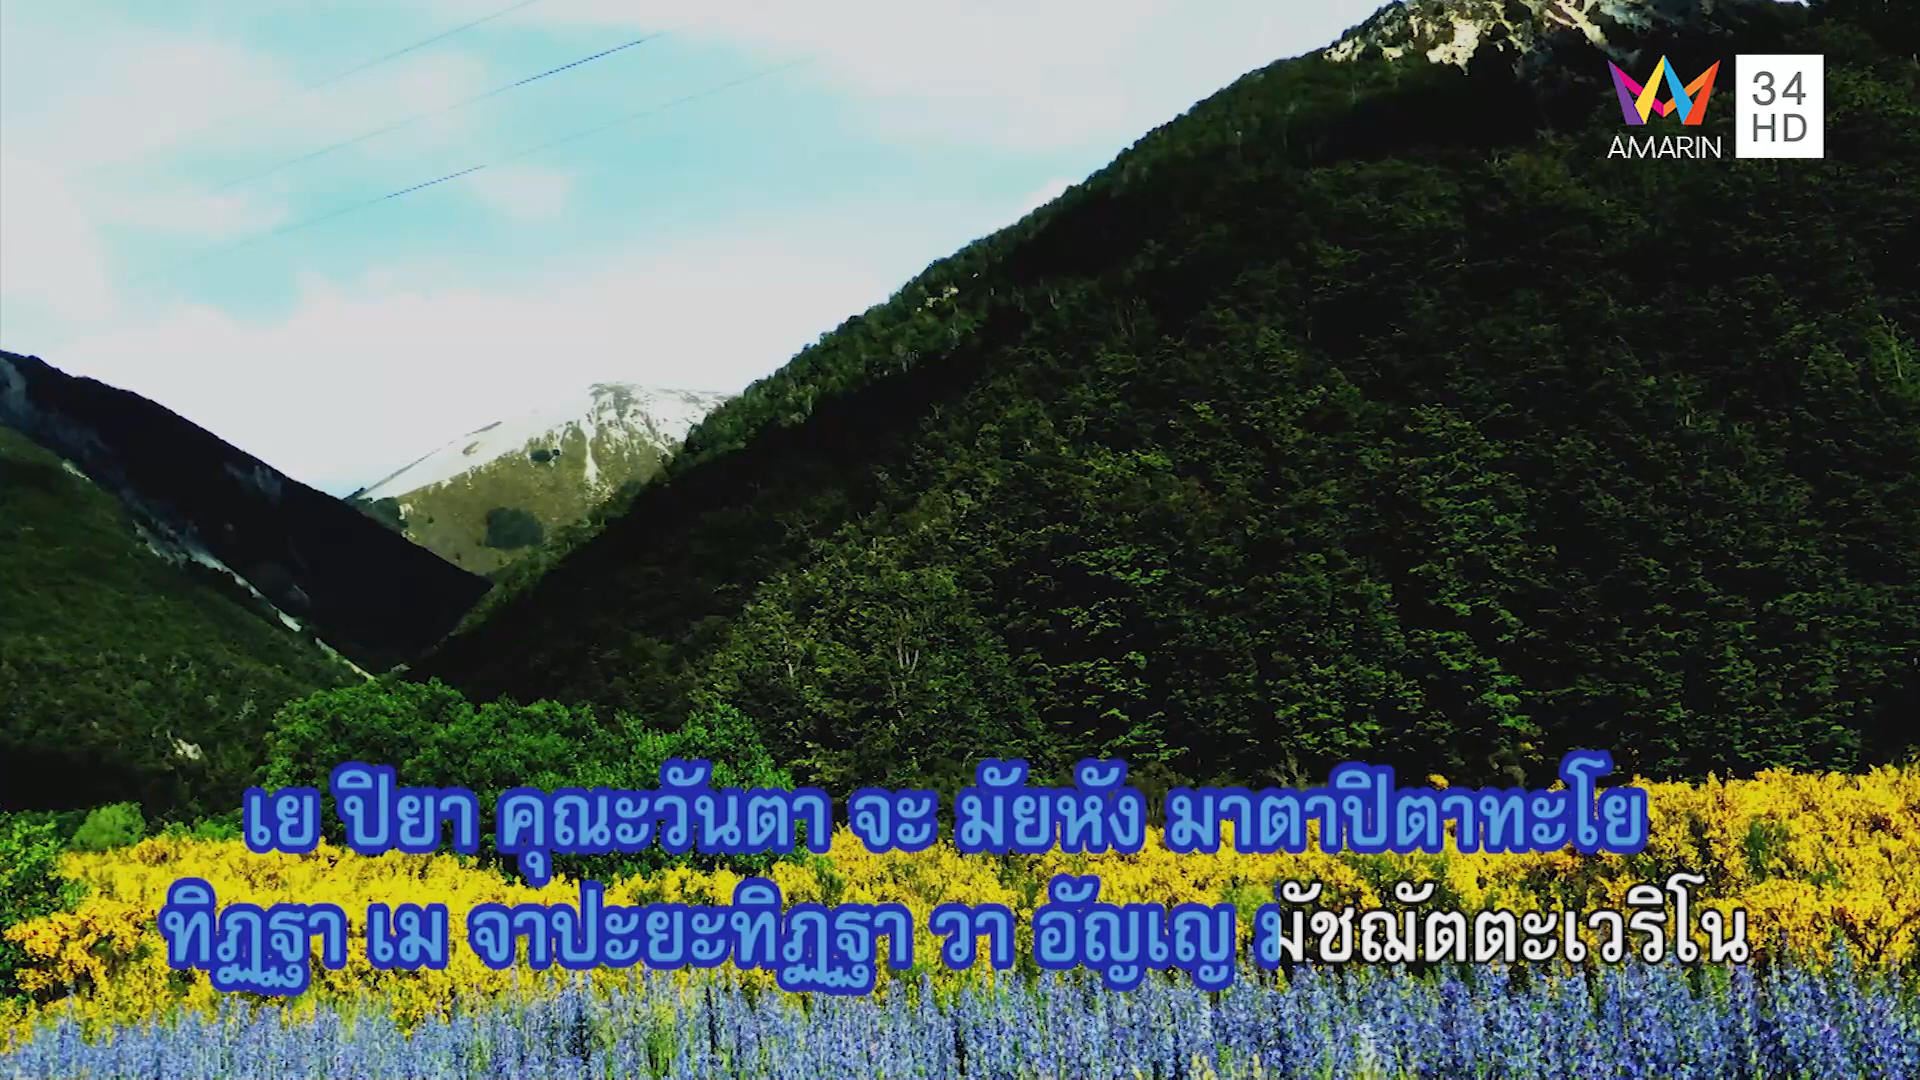 AMARIN
34
HD
เย ปิยา คุณะวันตา จะ มัยหัง มาตาปิตาทะโย
ทิฏฐา เม จาปะยะทิฏฐา วา อัญเญ มัชฌัตตะเวริโน